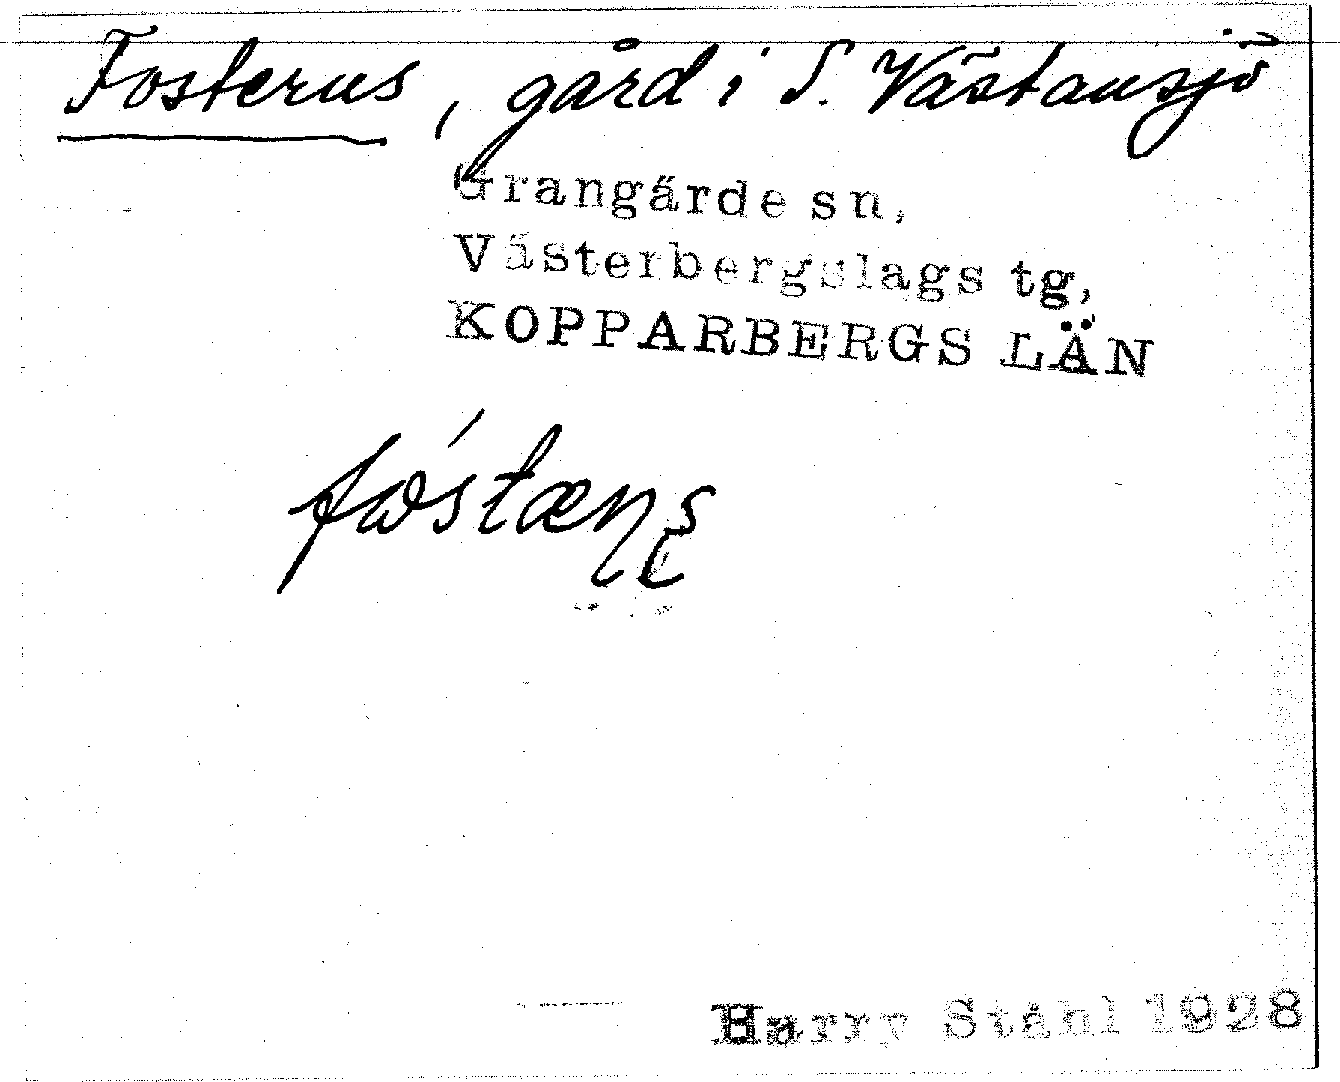 Fosterus, gård i S. Västansjö
Grangärde sn,
Västerbergslags tg,
KOPPARBERGS LÄN
Harry Ståhl 1928